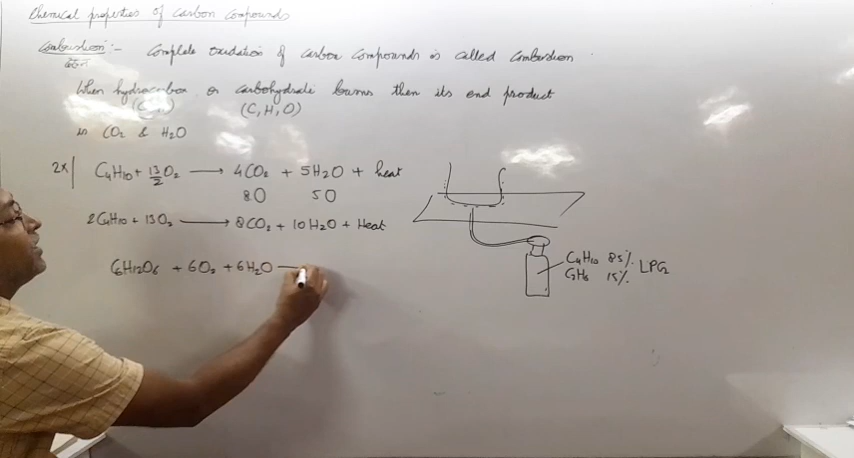 Chemical properties of Carbon Compounds
Combustion :- Complete oxidation of carbon compounds is called Combustion
दहन
When hydrocarbon or carbohydrate burns then its end product
(C, H, O)
is CO₂ & H₂O
2x | C₄H₁₀ + 13/2 O₂ → 4CO₂ + 5H₂O + heat
8O 5O
2C₄H₁₀ + 13O₂ → 8CO₂ + 10H₂O + Heat
C₆H₁₂O₆ + 6O₂ + 6H₂O —
C₄H₁₀ 85%
C₃H₈ 15%
LPG